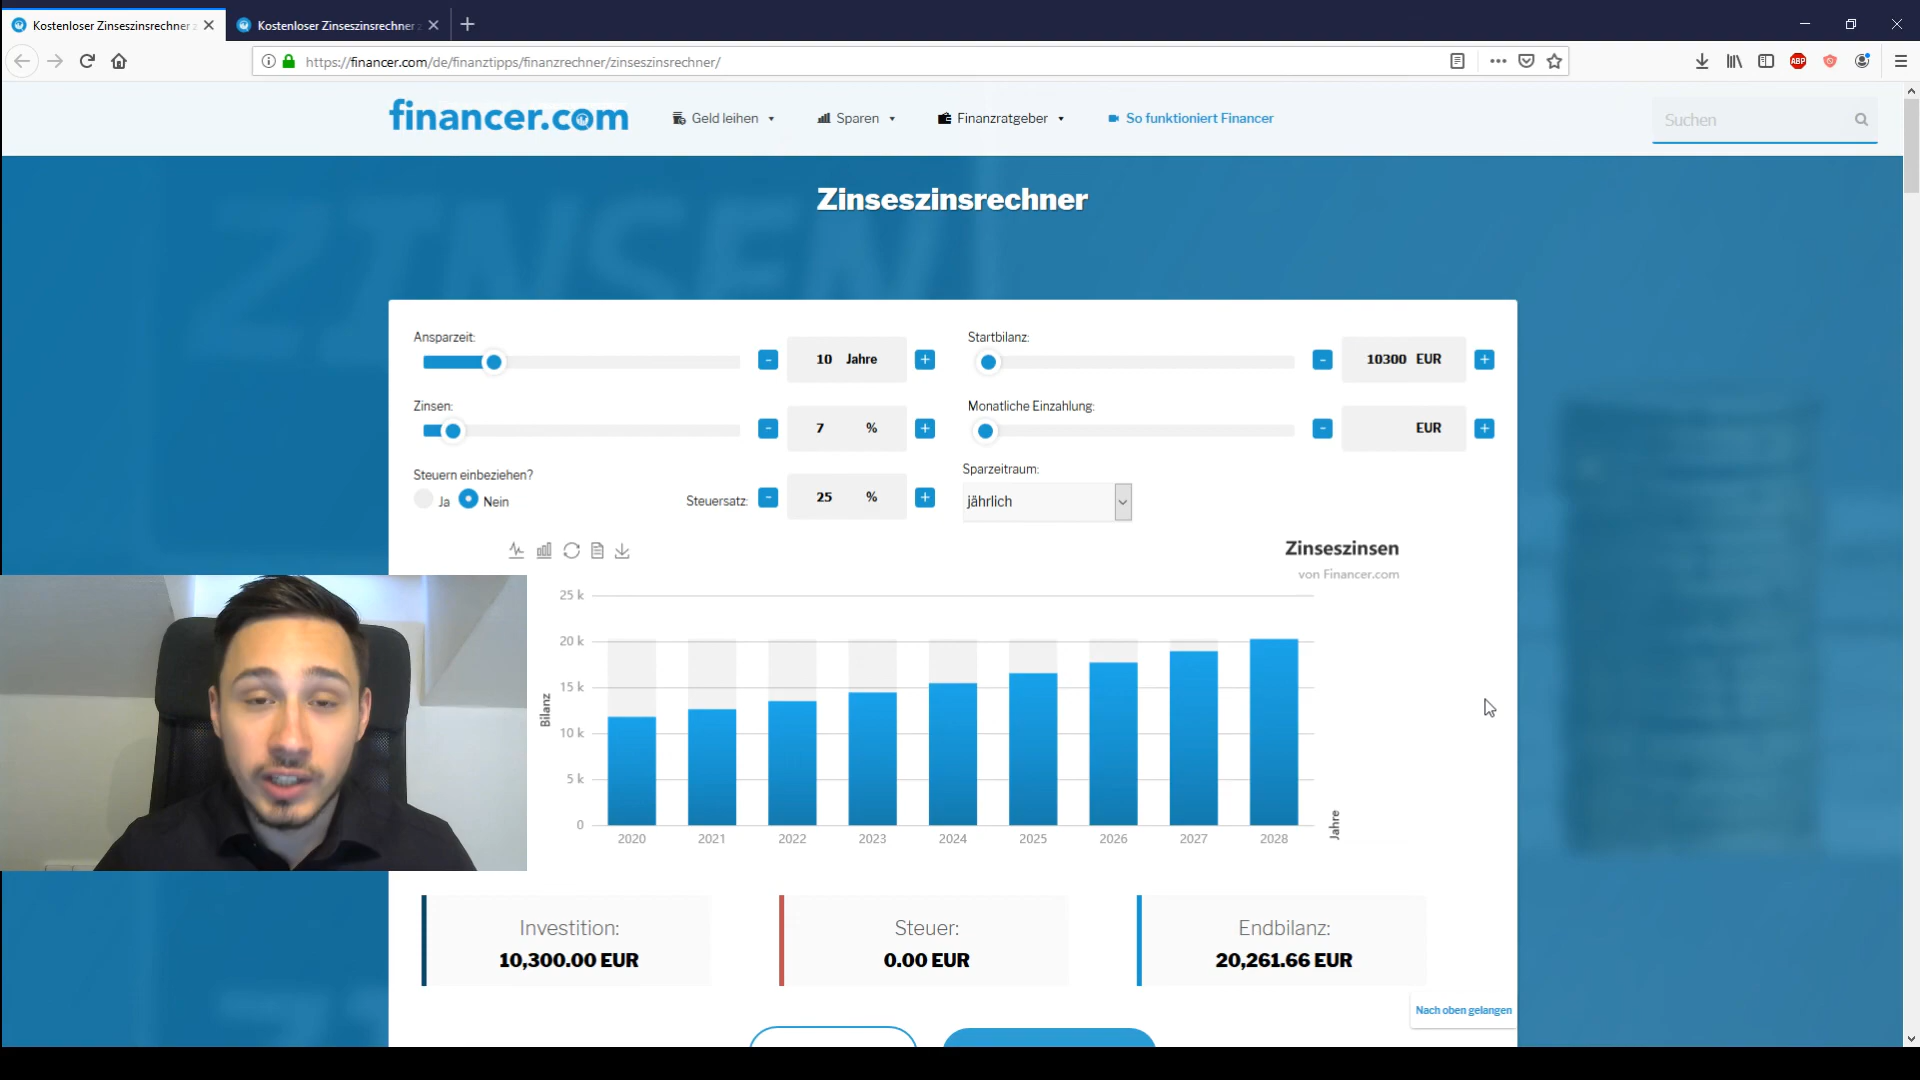 Kostenloser Zinseszinsrechner
Kostenloser Zinseszinsrechner
https://financer.com/de/finanztipps/finanzrechner/zinseszinsrechner/
ABP
financer.com
Geld leihen
Sparen
Finanzratgeber
So funktioniert Financer
Suchen
ZINSEN
Zinseszinsrechner
Ansparzeit:
- 10 Jahre +
Startbilanz:
- 10300 EUR +
Zinsen:
- 7 % +
Monatliche Einzahlung:
- EUR +
Steuern einbeziehen?
Ja Nein
Steuersatz: - 25 % +
Sparzeitraum:
jährlich
Zinseszinsen
von Financer.com
25 k
20 k
15 k
10 k
5 k
0
Bilanz
2020 2021 2022 2023 2024 2025 2026 2027 2028
Jahre
Investition:
10,300.00 EUR
Steuer:
0.00 EUR
Endbilanz:
20,261.66 EUR
Nach oben gelangen